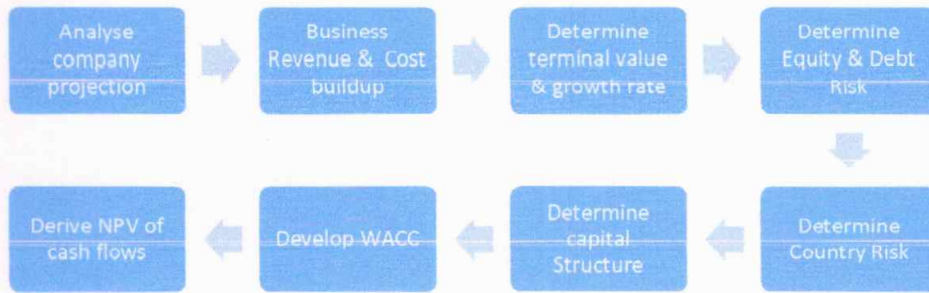 Analyse
company
projection
Business
Revenue & Cost
buildup
Determine
terminal value
& growth rate
Determine
Equity & Debt
Risk
Determine
Country Risk
Determine
capital
Structure
Develop WACC
Derive NPV of
cash flows